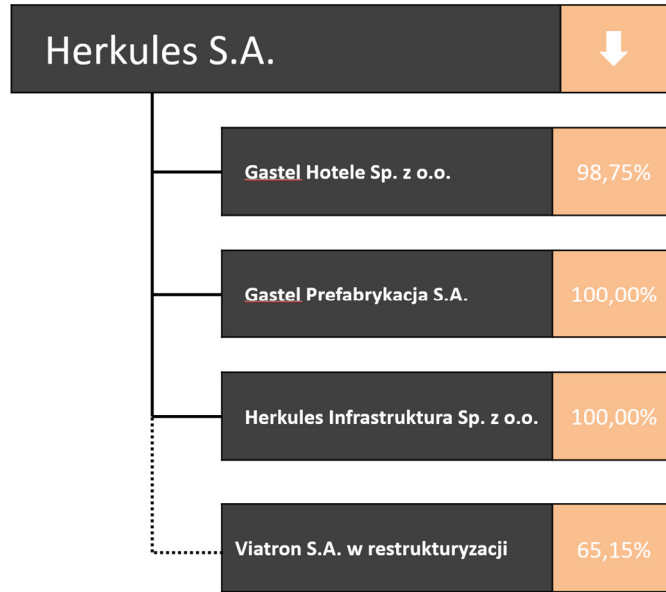 Herkules S.A.
Gastel Hotele Sp. z o.o. 98,75%
Gastel Prefabrykacja S.A. 100,00%
Herkules Infrastruktura Sp. z o.o. 100,00%
Viatron S.A. w restrukturyzacji 65,15%